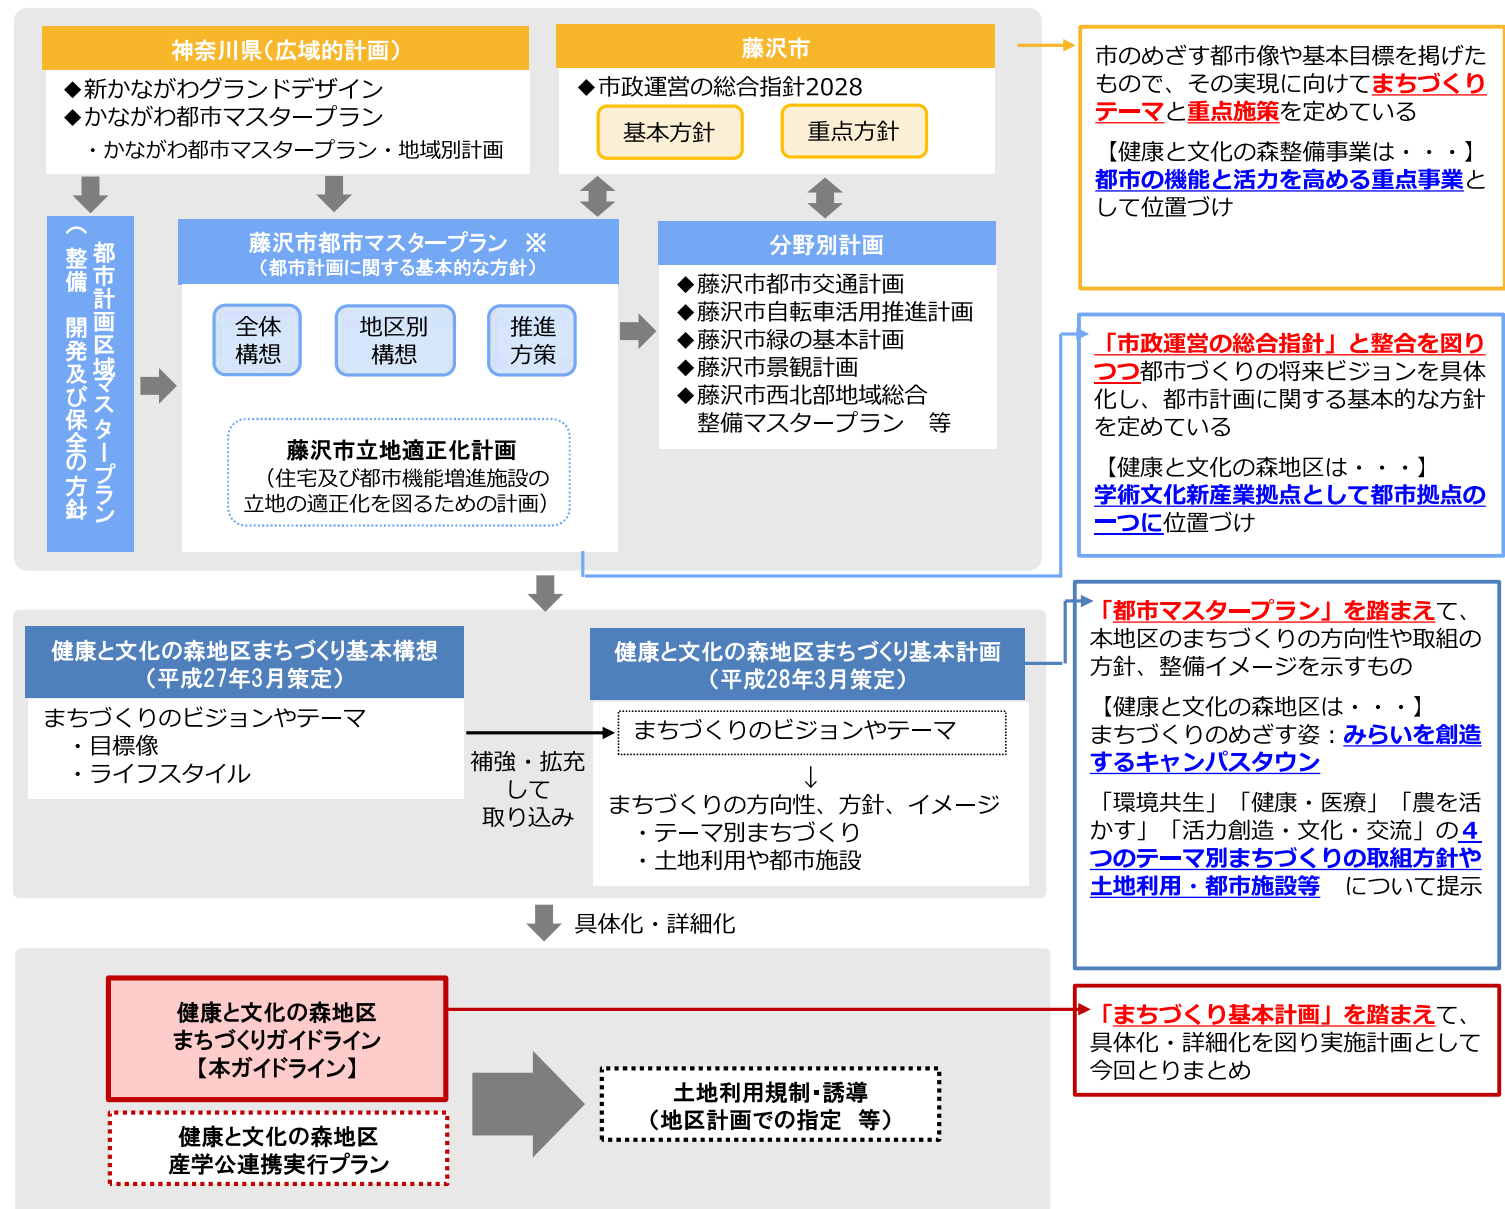 神奈川県(広域的計画)
◆新かながわグランドデザイン
◆かながわ都市マスタープラン
・かながわ都市マスタープラン・地域別計画
藤沢市
◆市政運営の総合指針2028
基本方針
重点方針
都市計画区域マスタープラン
(整備　開発及び保全の方針
藤沢市都市マスタープラン　※
(都市計画に関する基本的な方針)
全体
構想
地区別
構想
推進
方策
藤沢市立地適正化計画
(住宅及び都市機能増進施設の
立地の適正化を図るための計画)
分野別計画
◆藤沢市都市交通計画
◆藤沢市自転車活用推進計画
◆藤沢市緑の基本計画
◆藤沢市景観計画
◆藤沢市西北部地域総合
整備マスタープラン　等
市のめざす都市像や基本目標を掲げた
もので、その実現に向けてまちづくり
テーマと重点施策を定めている
【健康と文化の森整備事業は・・・】
都市の機能と活力を高める重点事業と
して位置づけ
「市政運営の総合指針」と整合を図り
つつ都市づくりの将来ビジョンを具体
化し、都市計画に関する基本的な方針
を定めている
【健康と文化の森地区は・・・】
学術文化新産業拠点として都市拠点の
一つに位置づけ
健康と文化の森地区まちづくり基本構想
(平成27年3月策定)
まちづくりのビジョンやテーマ
・目標像
・ライフスタイル
補強・拡充
して
取り込み
健康と文化の森地区まちづくり基本計画
(平成28年3月策定)
まちづくりのビジョンやテーマ
↓
まちづくりの方向性、方針、イメージ
・テーマ別まちづくり
・土地利用や都市施設
「都市マスタープラン」を踏まえて、
本地区のまちづくりの方向性や取組の
方針、整備イメージを示すもの
【健康と文化の森地区は・・・】
まちづくりのめざす姿：みらいを創造
するキャンパスタウン
「環境共生」「健康・医療」「農を活
かす」「活力創造・文化・交流」の4
つのテーマ別まちづくりの取組方針や
土地利用・都市施設等　について提示
具体化・詳細化
健康と文化の森地区
まちづくりガイドライン
【本ガイドライン】
健康と文化の森地区
産学公連携実行プラン
土地利用規制・誘導
(地区計画での指定　等)
「まちづくり基本計画」を踏まえて、
具体化・詳細化を図り実施計画として
今回とりまとめ